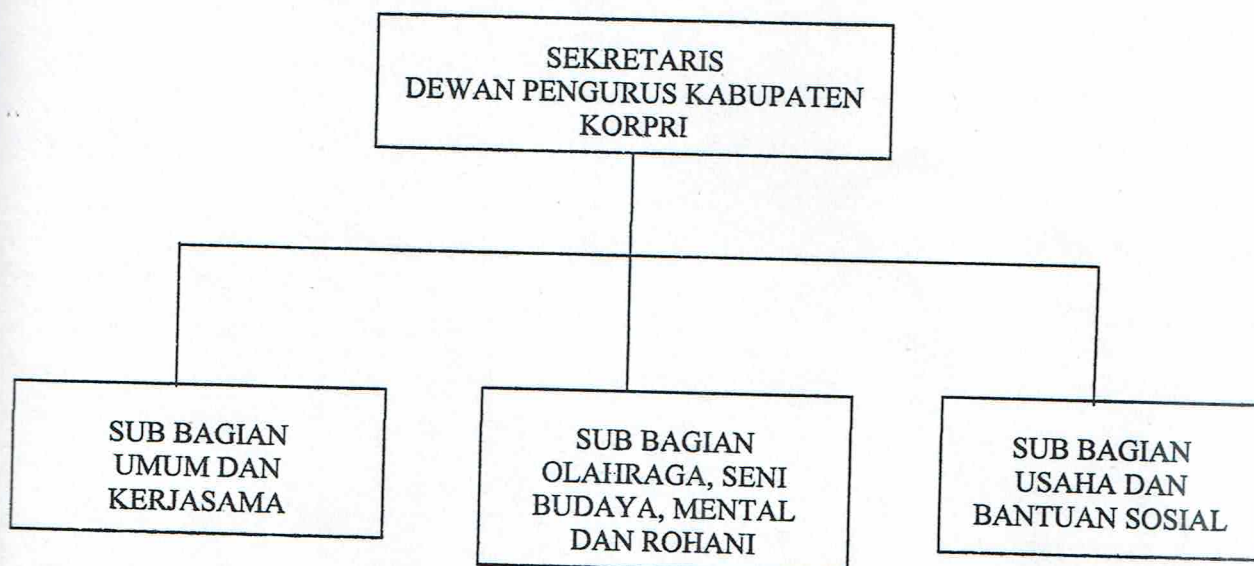 SEKRETARIS
DEWAN PENGURUS KABUPATEN
KORPRI
SUB BAGIAN
UMUM DAN
KERJASAMA
SUB BAGIAN
OLAHRAGA, SENI
BUDAYA, MENTAL
DAN ROHANI
SUB BAGIAN
USAHA DAN
BANTUAN SOSIAL